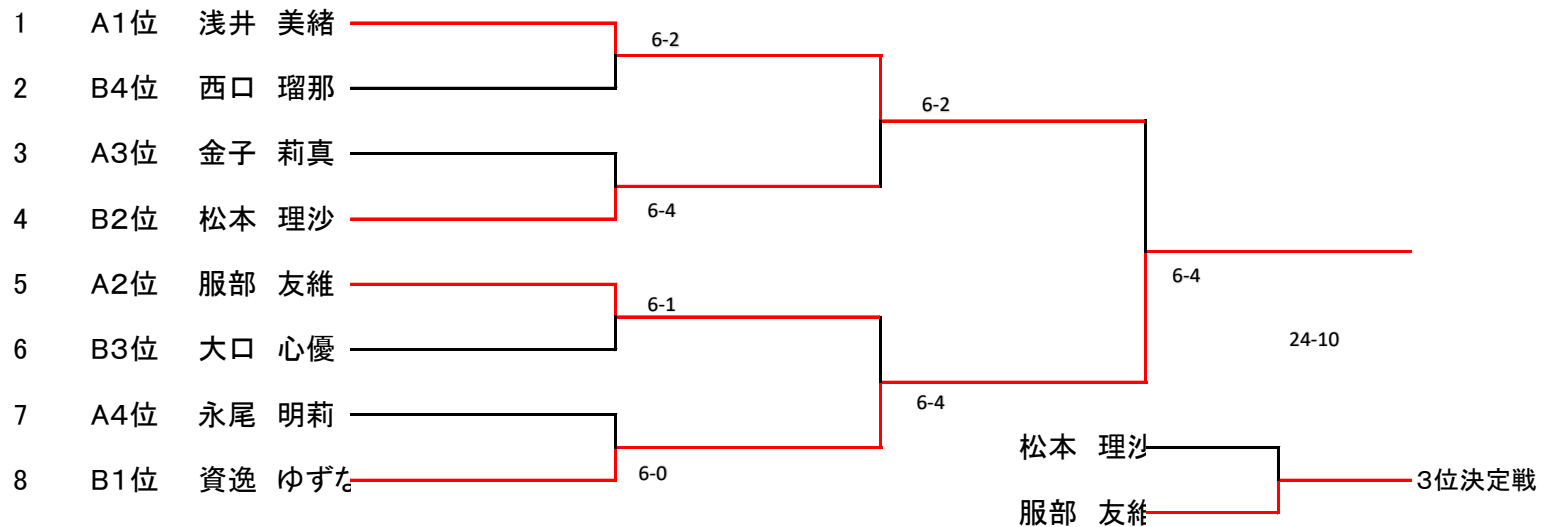 1 A1位 浅井 美緒
6-2
2 B4位 西口 瑠那
6-2
3 A3位 金子 莉真
4 B2位 松本 理沙
6-4
5 A2位 服部 友維
6-4
6-1
6 B3位 大口 心優
24-10
7 A4位 永尾 明莉
6-4
松本 理沙
8 B1位 資逸 ゆずな
6-0
3位決定戦
服部 友維